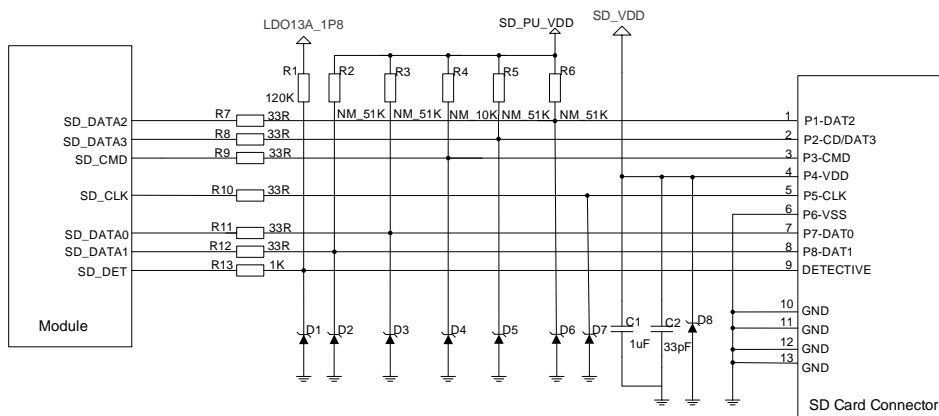 LDO13A_1P8
SD_PU_VDD
SD_VDD
R1 R2 R3 R4 R5 R6
120K
NM_51K NM_51K NM_10K NM_51K NM_51K
SD_DATA2 R7 33R 1 P1-DAT2
SD_DATA3 R8 33R 2 P2-CD/DAT3
SD_CMD R9 33R 3 P3-CMD
4 P4-VDD
SD_CLK R10 33R 5 P5-CLK
6 P6-VSS
SD_DATA0 R11 33R 7 P7-DAT0
SD_DATA1 R12 33R 8 P8-DAT1
SD_DET R13 1K 9 DETECTIVE
10 GND
11 GND
12 GND
13 GND
D1 D2 D3 D4 D5 D6 D7 C1 C2 D8
1uF 33pF
Module
SD Card Connector